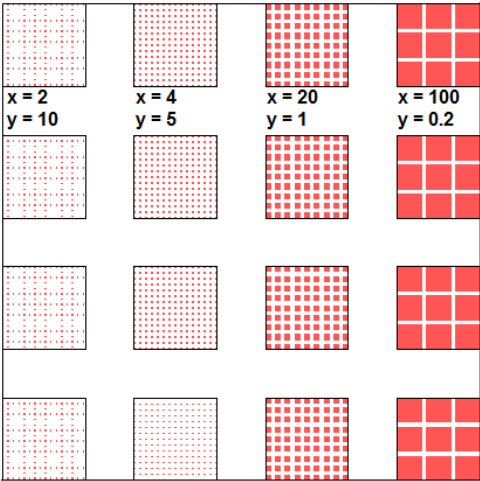 x = 2
y = 10
x = 4
y = 5
x = 20
y = 1
x = 100
y = 0.2